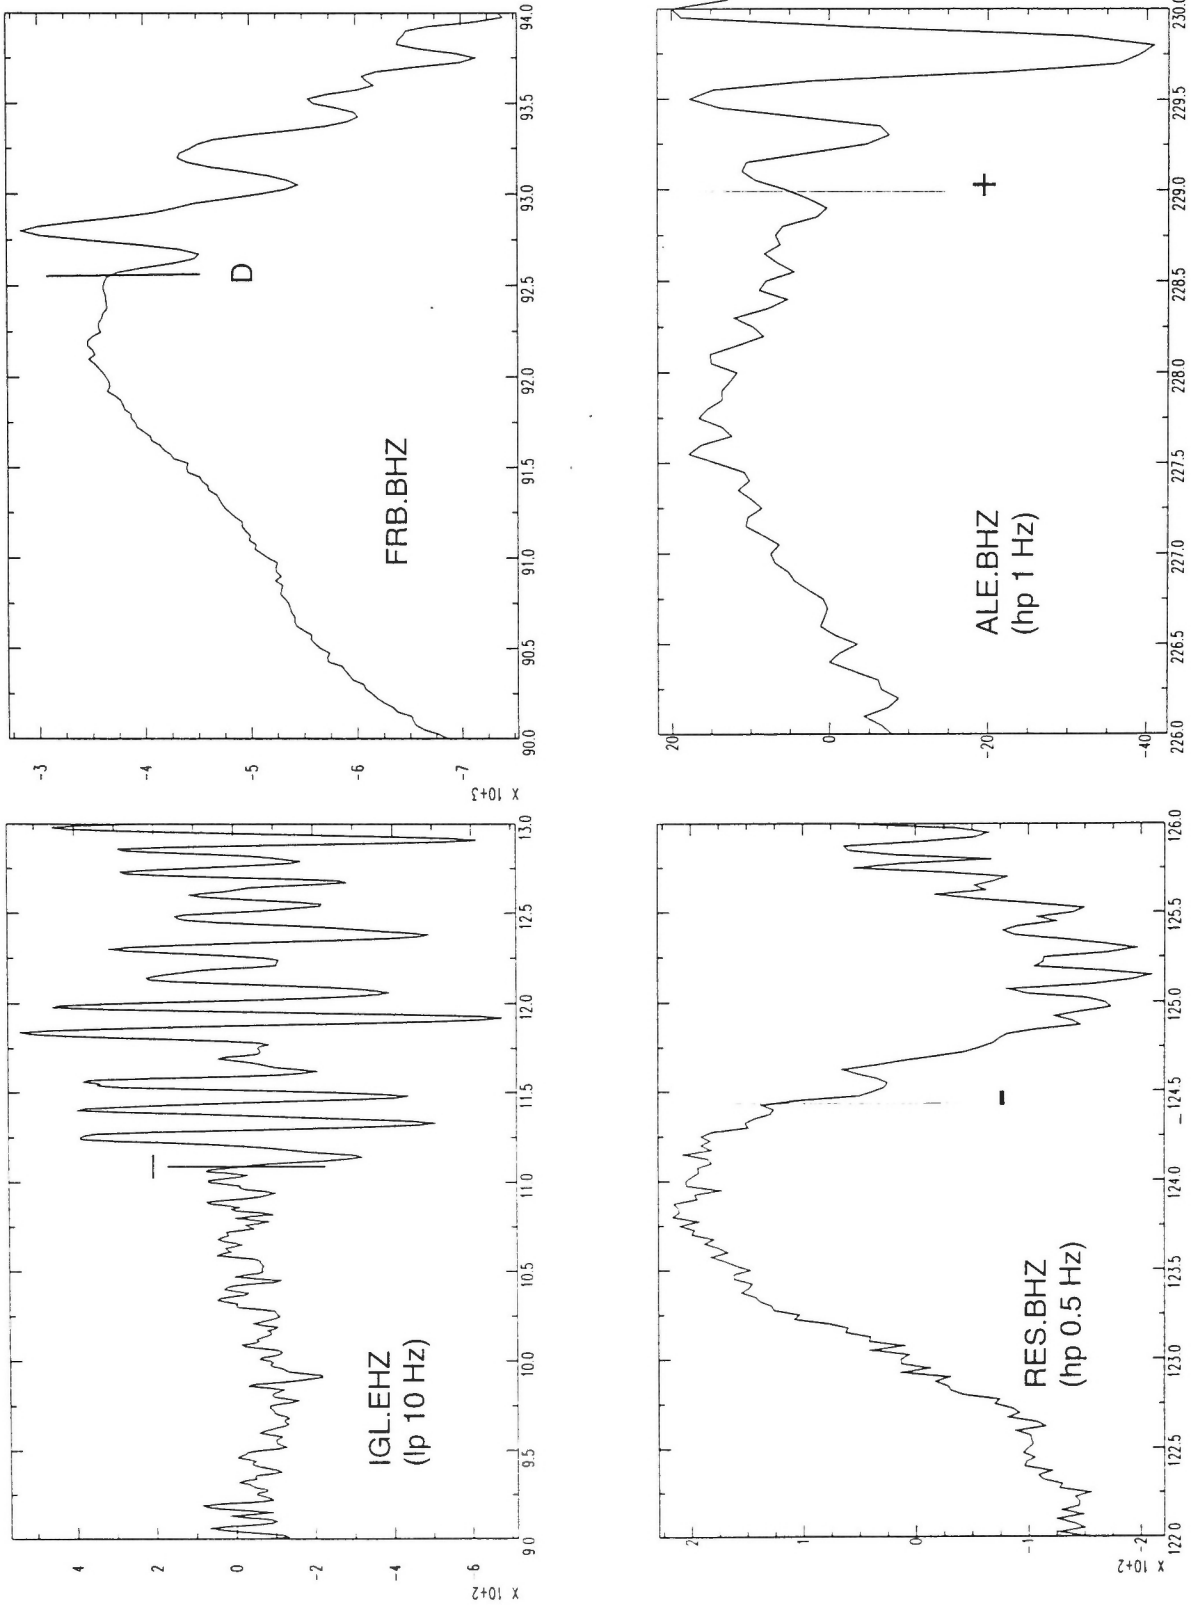 4
2
0
-2
-4
-6
X 10+2
—
IGL.EHZ
(lp 10 Hz)
9.0 9.5 10.0 10.5 11.0 11.5 12.0 12.5 13.0
-3
-4
-5
-6
-7
X 10+3
D
FRB.BHZ
90.0 90.5 91.0 91.5 92.0 92.5 93.0 93.5 94.0
2
1
0
-1
-2
X 10+2
-
RES.BHZ
(hp 0.5 Hz)
122.0 122.5 123.0 123.5 124.0 124.5 125.0 125.5 126.0
20
0
-20
-40
+
ALE.BHZ
(hp 1 Hz)
226.0 226.5 227.0 227.5 228.0 228.5 229.0 229.5 230.0